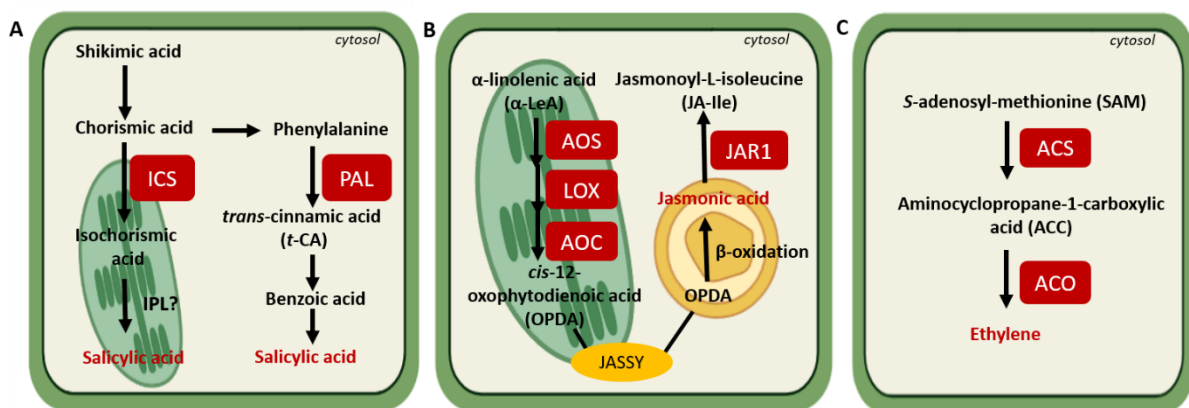 A
cytosol
Shikimic acid
Chorismic acid
Phenylalanine
ICS
PAL
Isochorismic
acid
trans-cinnamic acid
(t-CA)
IPL?
Benzoic acid
Salicylic acid
Salicylic acid
B
cytosol
α-linolenic acid
(α-LeA)
Jasmonoyl-L-isoleucine
(JA-Ile)
AOS
LOX
AOC
JAR1
Jasmonic acid
β-oxidation
OPDA
cis-12-
oxophytodienoic acid
(OPDA)
JASSY
C
cytosol
S-adenosyl-methionine (SAM)
ACS
Aminocyclopropane-1-carboxylic
acid (ACC)
ACO
Ethylene